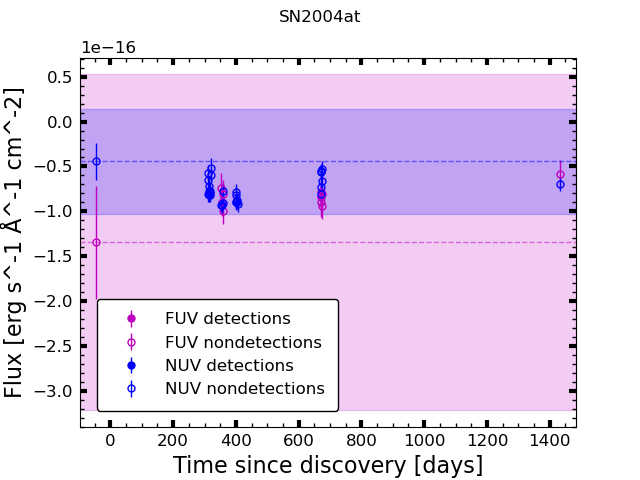 SN2004at
1e−16
0.5
0.0
−0.5
−1.0
−1.5
−2.0
−2.5
−3.0
Flux [erg s^-1 Å^-1 cm^-2]
FUV detections
FUV nondetections
NUV detections
NUV nondetections
0 200 400 600 800 1000 1200 1400
Time since discovery [days]